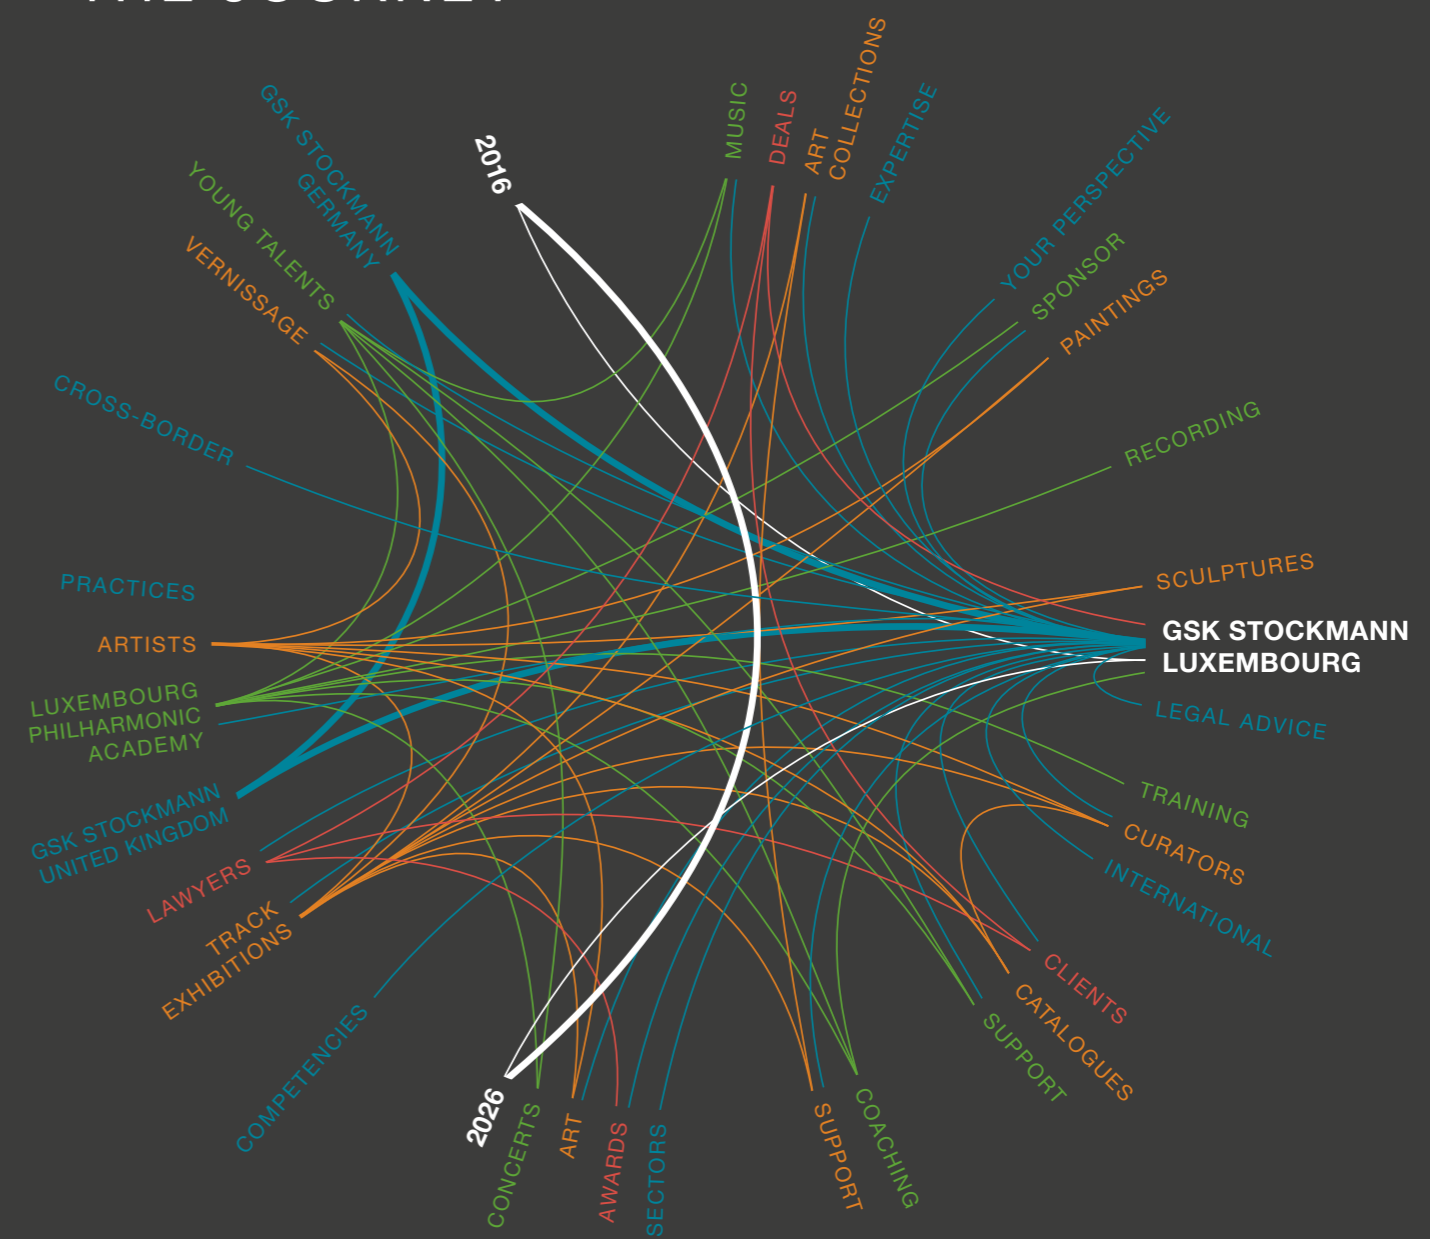 THE JOURNEY
2016
MUSIC
DEALS
ART
COLLECTIONS
EXPERTISE
YOUR PERSPECTIVE
SPONSOR
PAINTINGS
RECORDING
SCULPTURES
GSK STOCKMANN
LUXEMBOURG
LEGAL ADVICE
TRAINING
CURATORS
INTERNATIONAL
CLIENTS
CATALOGUES
SUPPORT
COACHING
SUPPORT
SECTORS
AWARDS
ART
CONCERTS
2026
COMPETENCIES
TRACK
EXHIBITIONS
LAWYERS
GSK STOCKMANN
UNITED KINGDOM
LUXEMBOURG
PHILHARMONIC
ACADEMY
ARTISTS
PRACTICES
CROSS-BORDER
VERNISSAGE
YOUNG TALENTS
GSK STOCKMANN
GERMANY